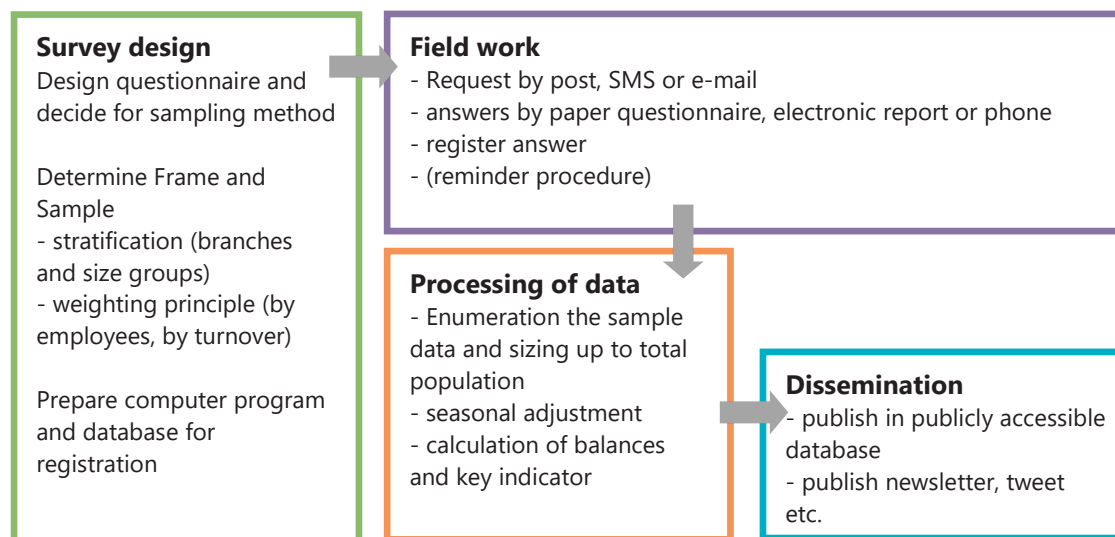 Survey design
Design questionnaire and
decide for sampling method
Determine Frame and
Sample
- stratification (branches
and size groups)
- weighting principle (by
employees, by turnover)
Prepare computer program
and database for
registration
Field work
- Request by post, SMS or e-mail
- answers by paper questionnaire, electronic report or phone
- register answer
- (reminder procedure)
Processing of data
- Enumeration the sample
data and sizing up to total
population
- seasonal adjustment
- calculation of balances
and key indicator
Dissemination
- publish in publicly accessible
database
- publish newsletter, tweet
etc.